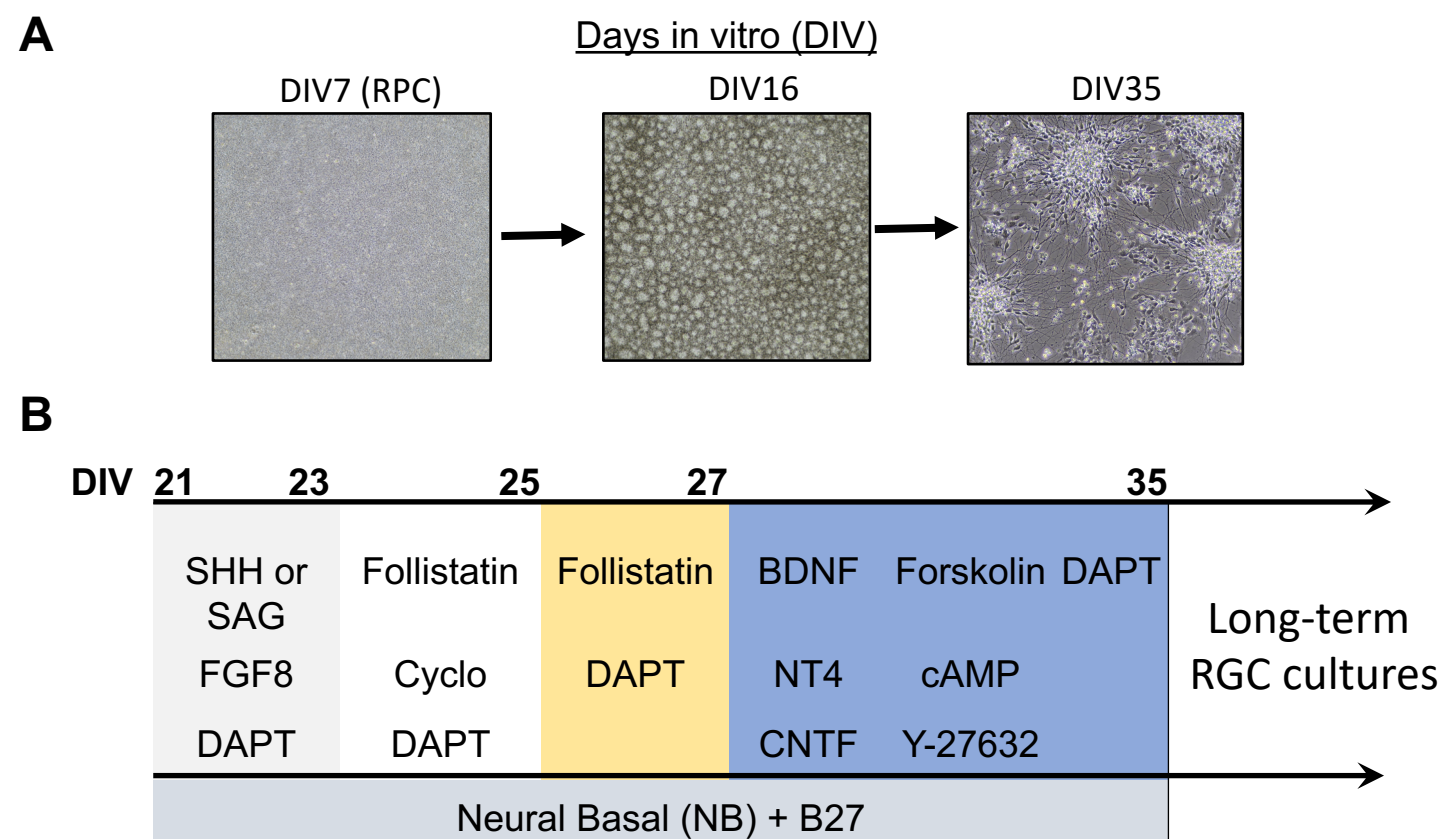 A
Days in vitro (DIV)
DIV7 (RPC)
DIV16
DIV35
B
DIV 21 23 25 27 35
SHH or
SAG
FGF8
DAPT
Follistatin
Cyclo
DAPT
Follistatin
DAPT
BDNF Forskolin DAPT
NT4 cAMP
CNTF Y-27632
Long-term
RGC cultures
Neural Basal (NB) + B27